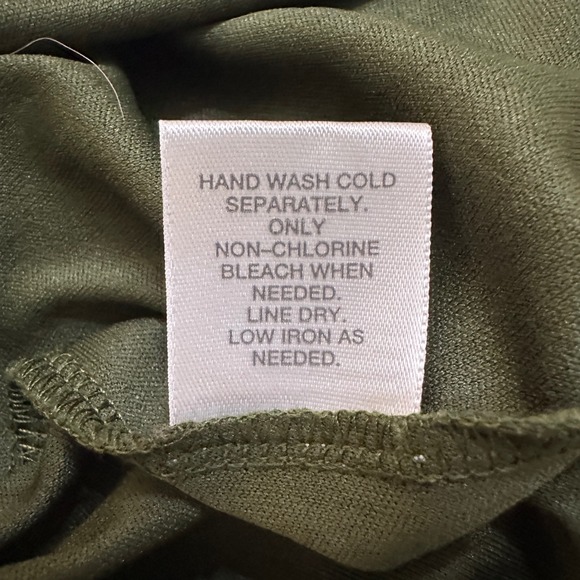 HAND WASH COLD
SEPARATELY.
ONLY
NON-CHLORINE
BLEACH WHEN
NEEDED.
LINE DRY.
LOW IRON AS
NEEDED.